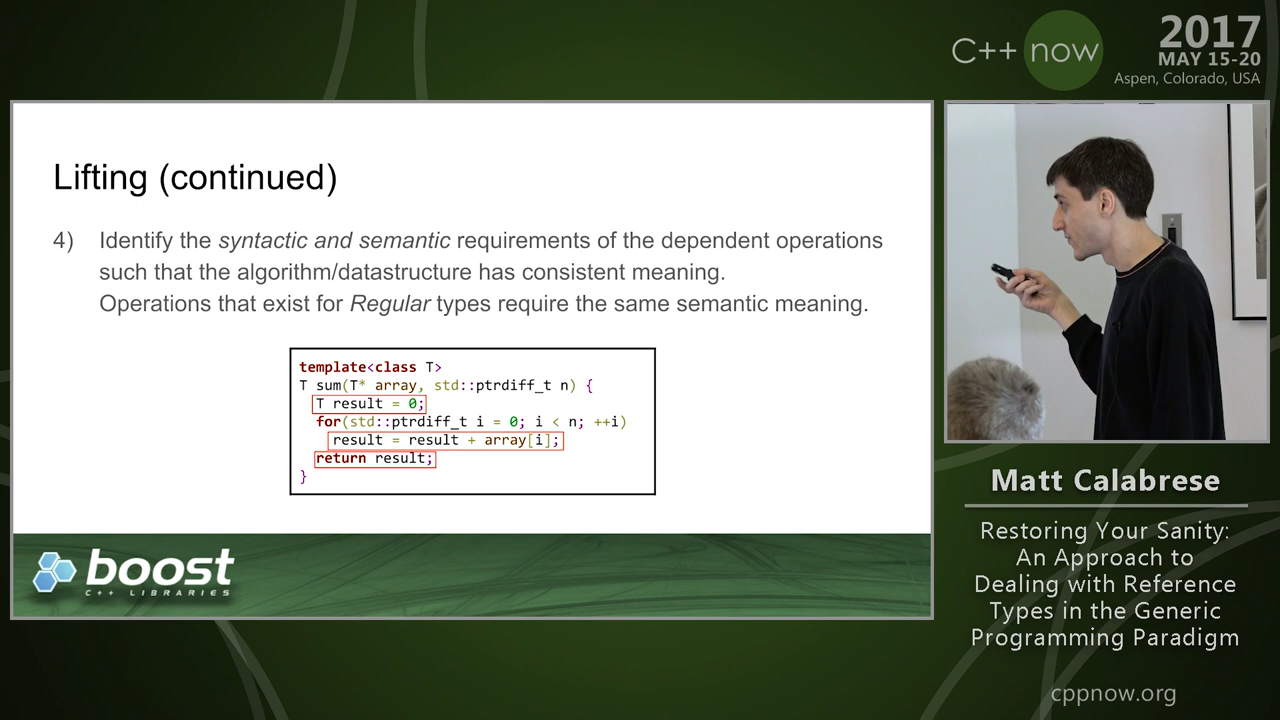 C++ now
2017
MAY 15-20
Aspen, Colorado, USA
Lifting (continued)
4) Identify the syntactic and semantic requirements of the dependent operations
such that the algorithm/datastructure has consistent meaning.
Operations that exist for Regular types require the same semantic meaning.
template<class T>
T sum(T* array, std::ptrdiff_t n) {
T result = 0;
for(std::ptrdiff_t i = 0; i < n; ++i)
result = result + array[i];
return result;
}
boost
C++ LIBRARIES
Matt Calabrese
Restoring Your Sanity:
An Approach to
Dealing with Reference
Types in the Generic
Programming Paradigm
cppnow.org